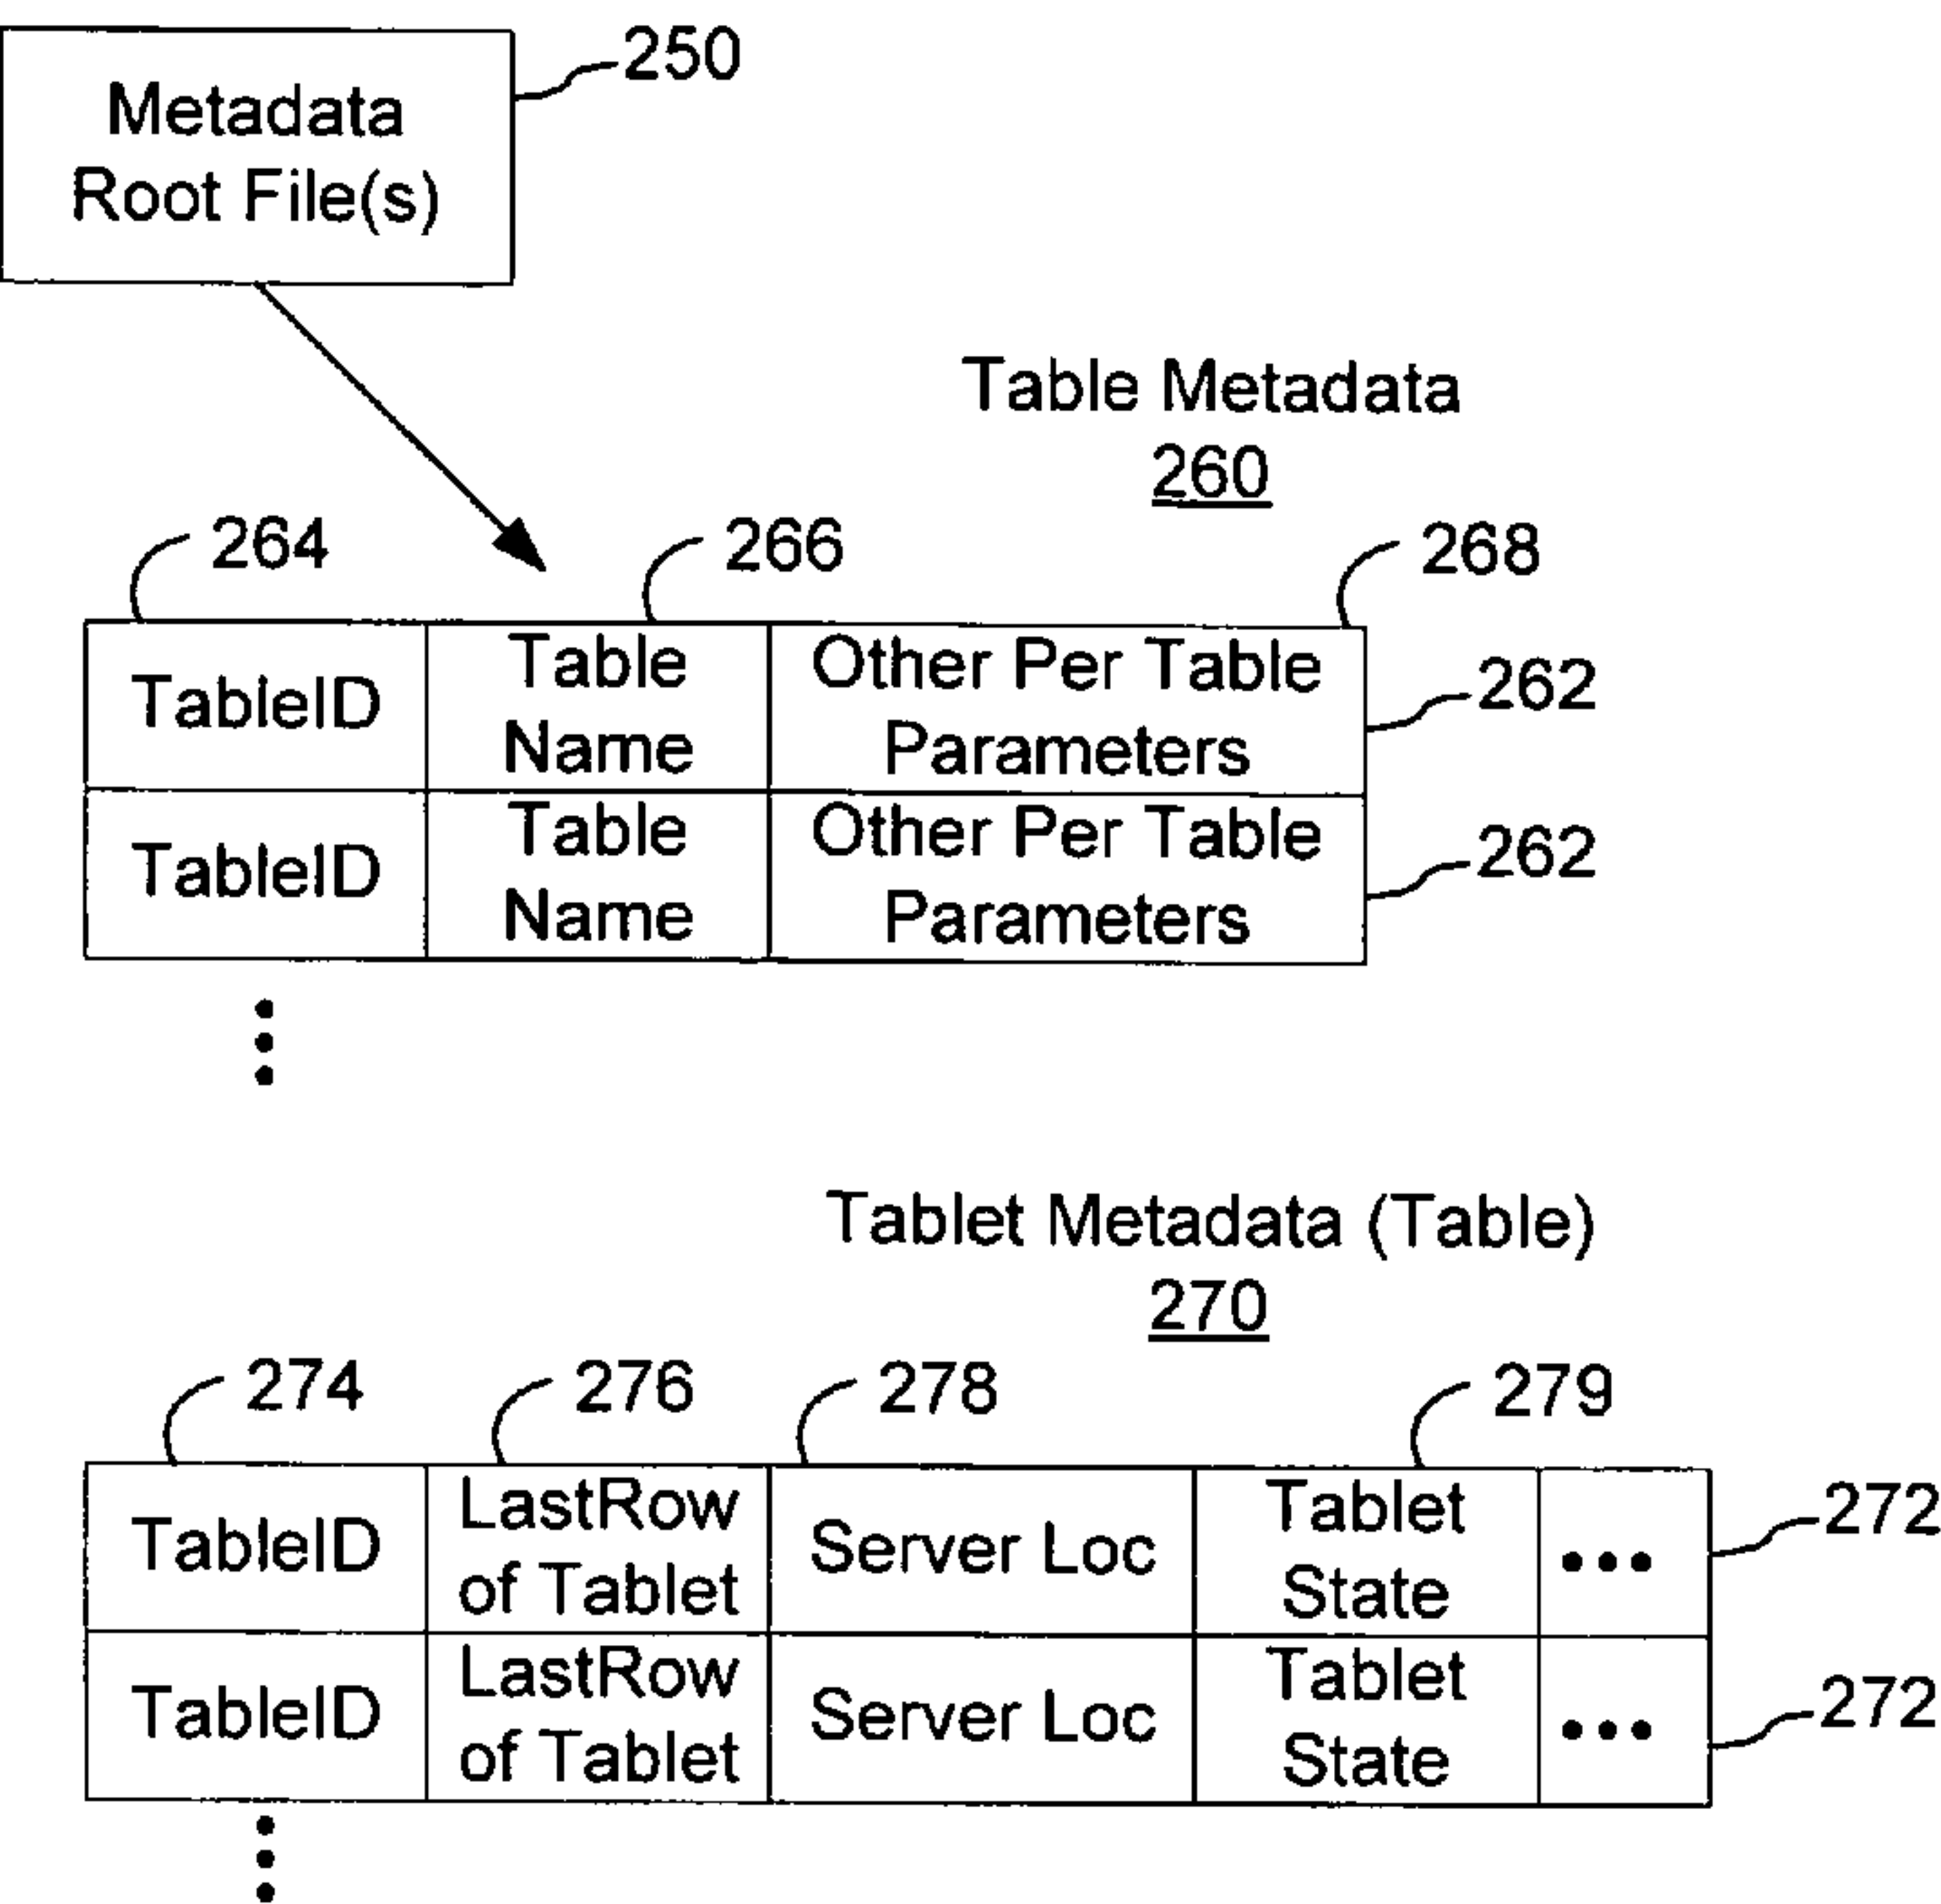 250
Metadata
Root File(s)
Table Metadata
260
264
266
268
TableID
Table
Name
Other Per Table
Parameters
262
TableID
Table
Name
Other Per Table
Parameters
262
Tablet Metadata (Table)
270
274
276
278
279
TableID
LastRow
of Tablet
Server Loc
Tablet
State
•••
272
TableID
LastRow
of Tablet
Server Loc
Tablet
State
•••
272